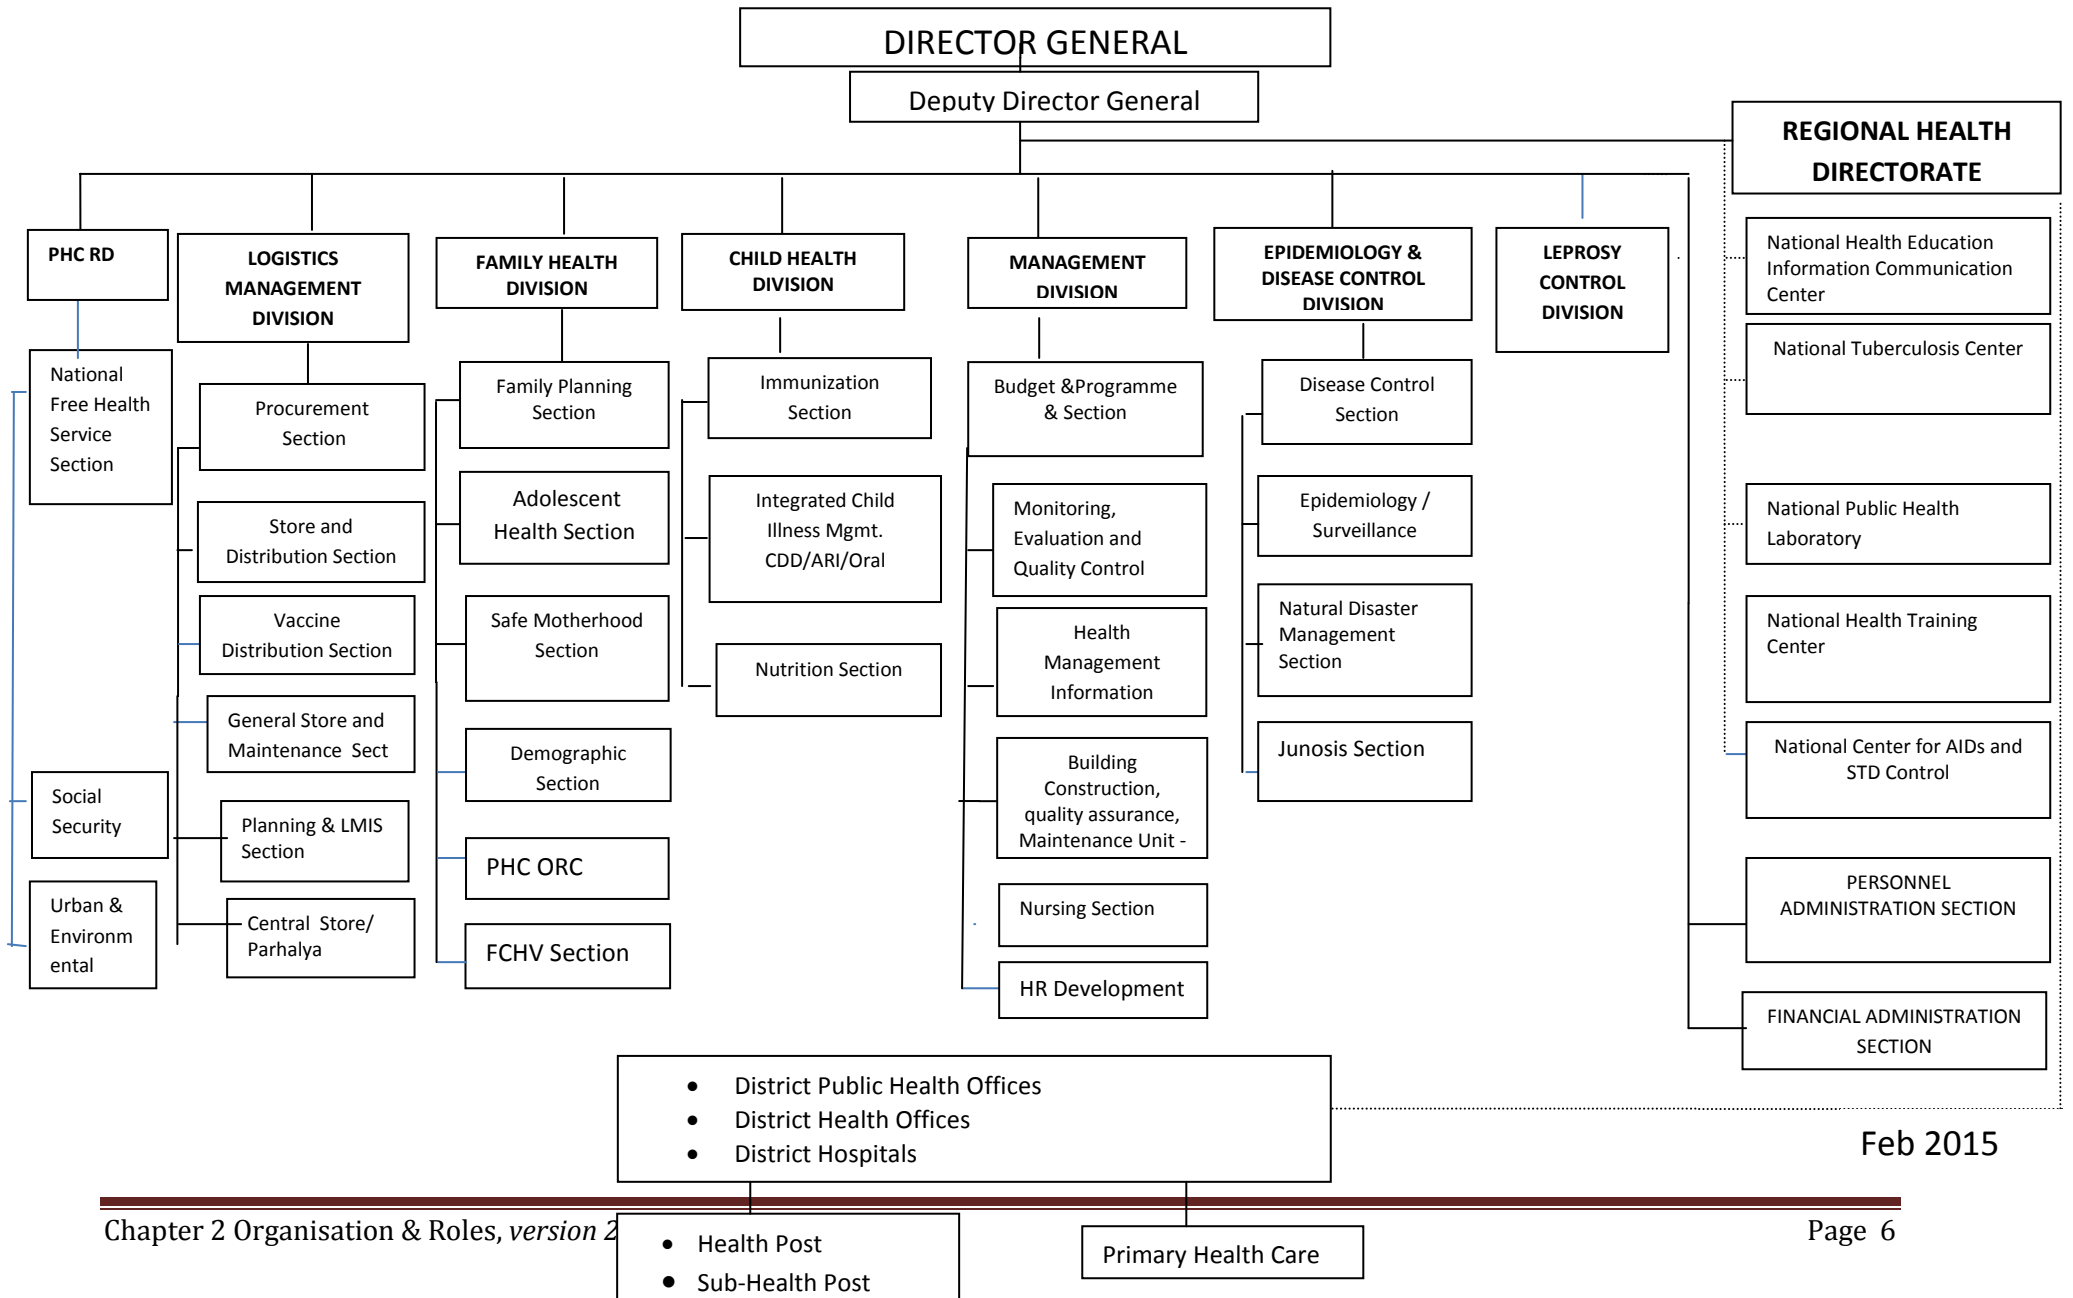 DIRECTOR GENERAL
Deputy Director General
REGIONAL HEALTH
DIRECTORATE
PHC RD
National
Free Health
Service
Section
Social
Security
Urban &
Environm
ental
LOGISTICS
MANAGEMENT
DIVISION
Procurement
Section
Store and
Distribution Section
Vaccine
Distribution Section
General Store and
Maintenance Sect
Planning & LMIS
Section
Central Store/
Parhalya
FAMILY HEALTH
DIVISION
Family Planning
Section
Adolescent
Health Section
Safe Motherhood
Section
Demographic
Section
PHC ORC
FCHV Section
CHILD HEALTH
DIVISION
Immunization
Section
Integrated Child
Illness Mgmt.
CDD/ARI/Oral
Nutrition Section
MANAGEMENT
DIVISION
Budget &Programme
& Section
Monitoring,
Evaluation and
Quality Control
Health
Management
Information
Building
Construction,
quality assurance,
Maintenance Unit -
Nursing Section
HR Development
EPIDEMIOLOGY &
DISEASE CONTROL
DIVISION
Disease Control
Section
Epidemiology /
Surveillance
Natural Disaster
Management
Section
Junosis Section
LEPROSY
CONTROL
DIVISION
National Health Education
Information Communication
Center
National Tuberculosis Center
National Public Health
Laboratory
National Health Training
Center
National Center for AIDs and
STD Control
PERSONNEL
ADMINISTRATION SECTION
FINANCIAL ADMINISTRATION
SECTION
• District Public Health Offices
• District Health Offices
• District Hospitals
Feb 2015
Chapter 2 Organisation & Roles, version 2
Page 6
• Health Post
• Sub-Health Post
Primary Health Care